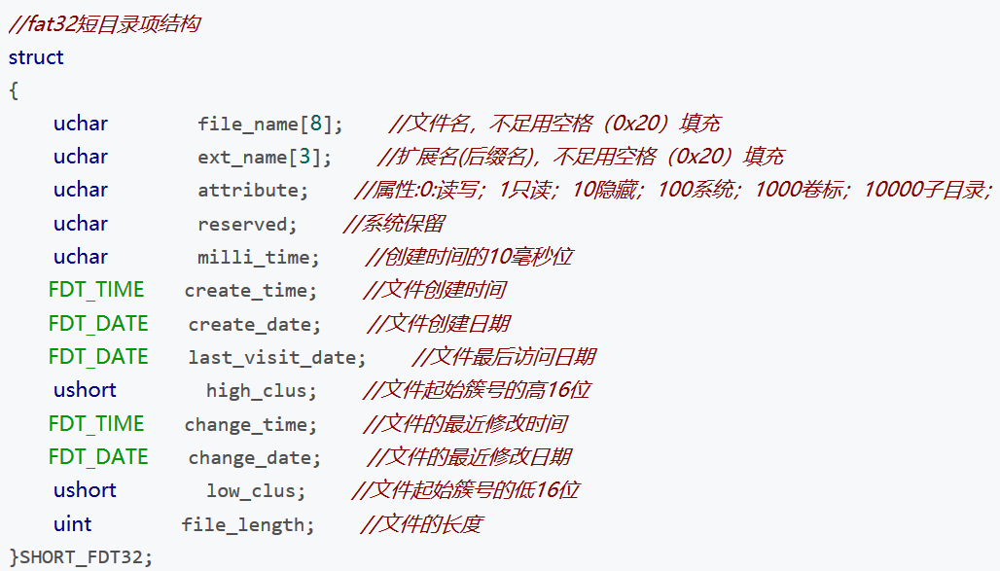 //fat32短目录项结构
struct
{
uchar file_name[8]; //文件名，不足用空格（0x20）填充
uchar ext_name[3]; //扩展名(后缀名)，不足用空格（0x20）填充
uchar attribute; //属性:0:读写；1只读；10隐藏；100系统；1000卷标；10000子目录；
uchar reserved; //系统保留
uchar milli_time; //创建时间的10毫秒位
FDT_TIME create_time; //文件创建时间
FDT_DATE create_date; //文件创建日期
FDT_DATE last_visit_date; //文件最后访问日期
ushort high_clus; //文件起始簇号的高16位
FDT_TIME change_time; //文件的最近修改时间
FDT_DATE change_date; //文件的最近修改日期
ushort low_clus; //文件起始簇号的低16位
uint file_length; //文件的长度
}SHORT_FDT32;